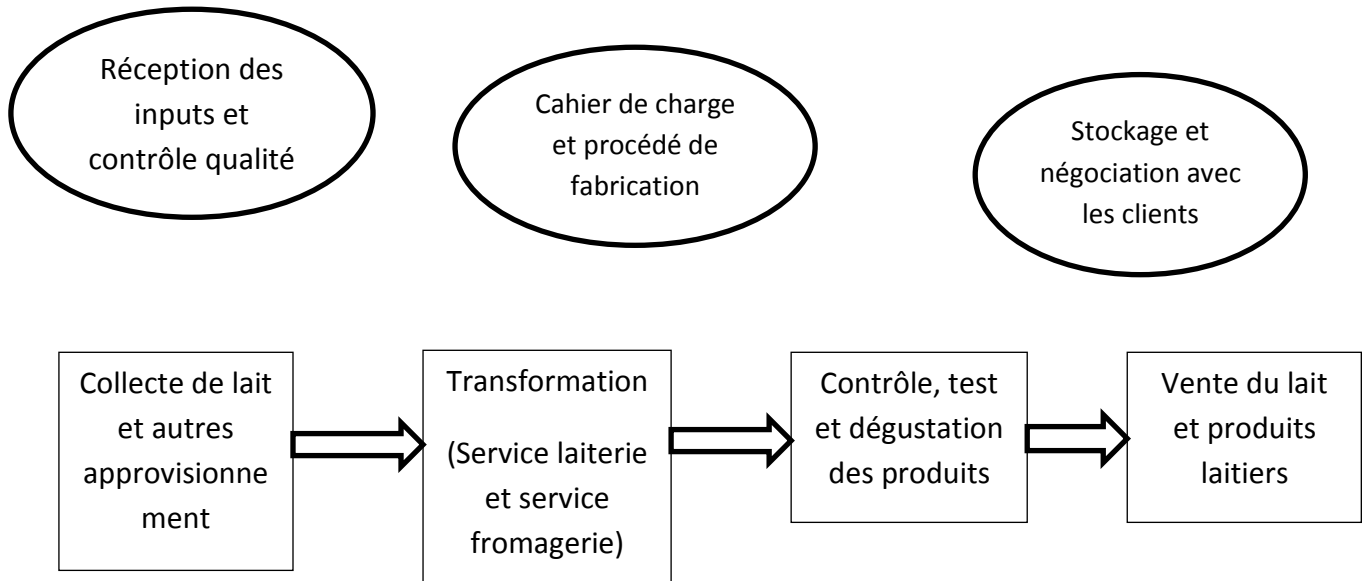 Réception des
inputs et
contrôle qualité
Cahier de charge
et procédé de
fabrication
Stockage et
négociation avec
les clients
Collecte de lait
et autres
approvisionne
ment
Transformation
(Service laiterie
et service
fromagerie)
Contrôle, test
et dégustation
des produits
Vente du lait
et produits
laitiers